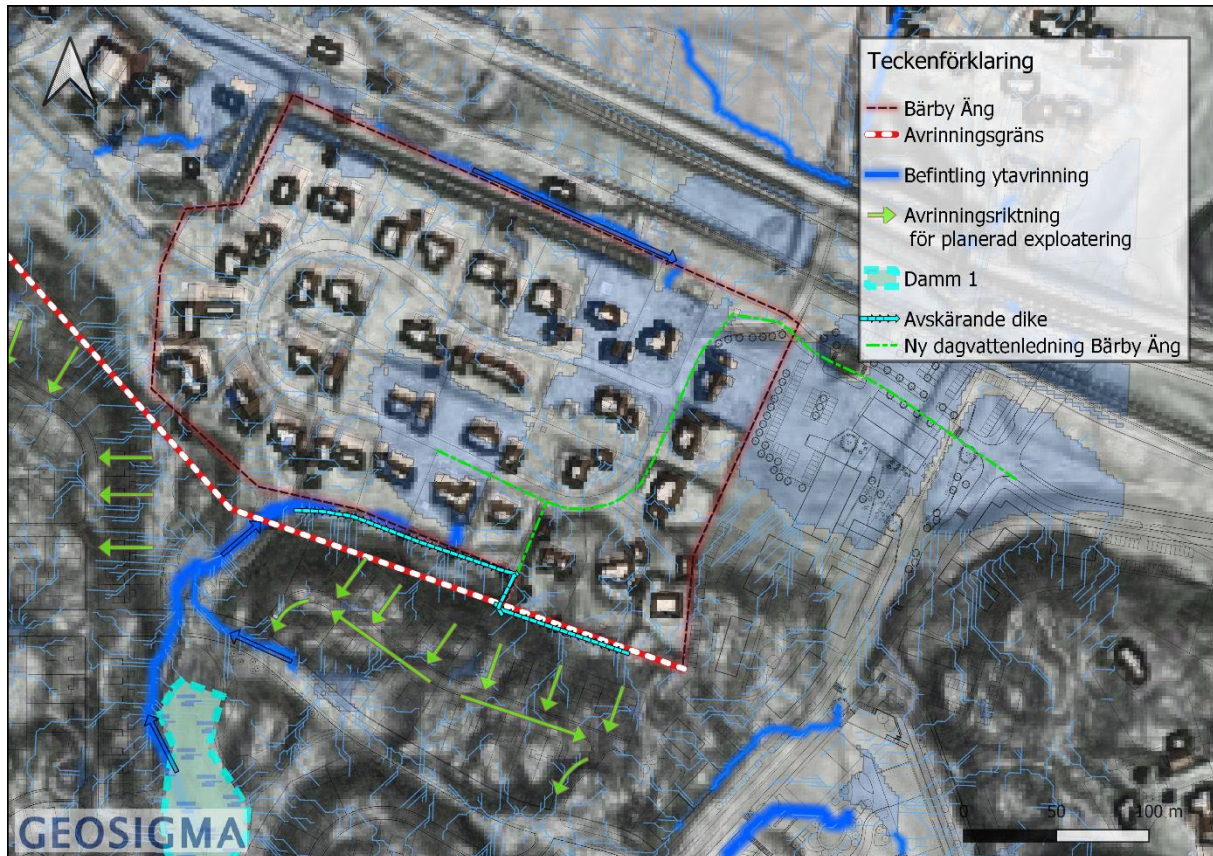 Teckenförklaring
Bärby Äng
Avrinningsgräns
Befintling ytavrinning
Avrinningsriktning
för planerad exploatering
Damm 1
Avskärande dike
Ny dagvattenledning Bärby Äng
GEOSIGMA
0 50 100 m